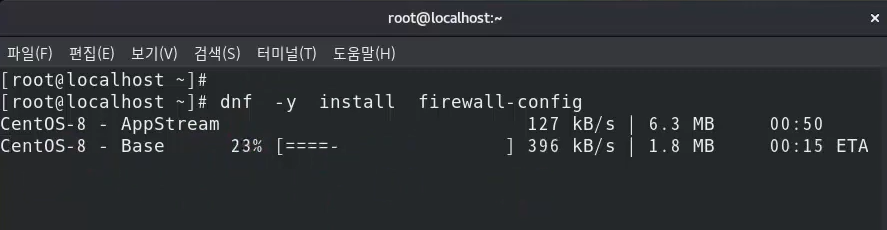 root@localhost:~
파일(F) 편집(E) 보기(V) 검색(S) 터미널(T) 도움말(H)
[root@localhost ~]#
[root@localhost ~]# dnf -y install firewall-config
CentOS-8 - AppStream 127 kB/s | 6.3 MB 00:50
CentOS-8 - Base 23% [====- ] 396 kB/s | 1.8 MB 00:15 ETA